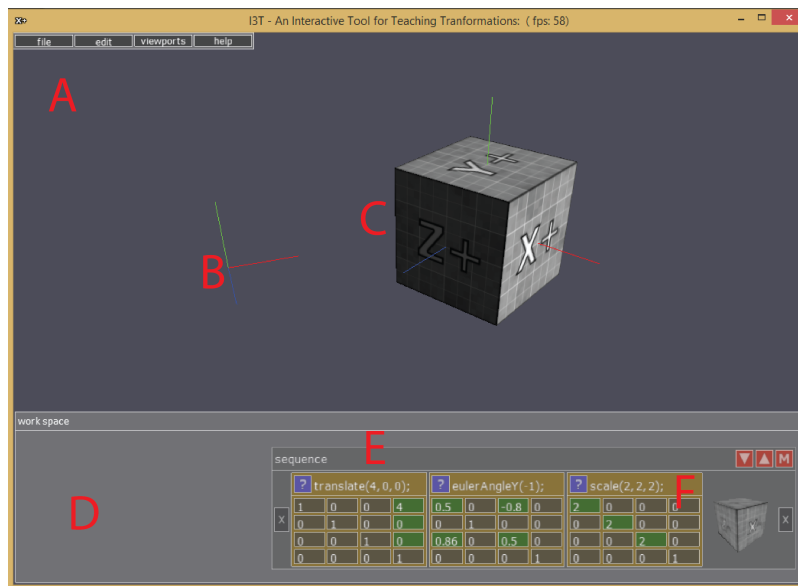 X+ I3T - An Interactive Tool for Teaching Tranformations: ( fps: 58)
file edit viewports help
A
Y+
C
Z+ X+
B
work space
E
sequence M
? translate(4, 0, 0); ? eulerAngleY(-1); ? scale(2, 2, 2); F
1 0 0 4 0.5 0 -0.8 0 2 0 0 0
X 0 1 0 0 0 1 0 0 0 2 0 0 X
D
0 0 1 0 0.86 0 0.5 0 0 0 2 0
0 0 0 1 0 0 0 1 0 0 0 1